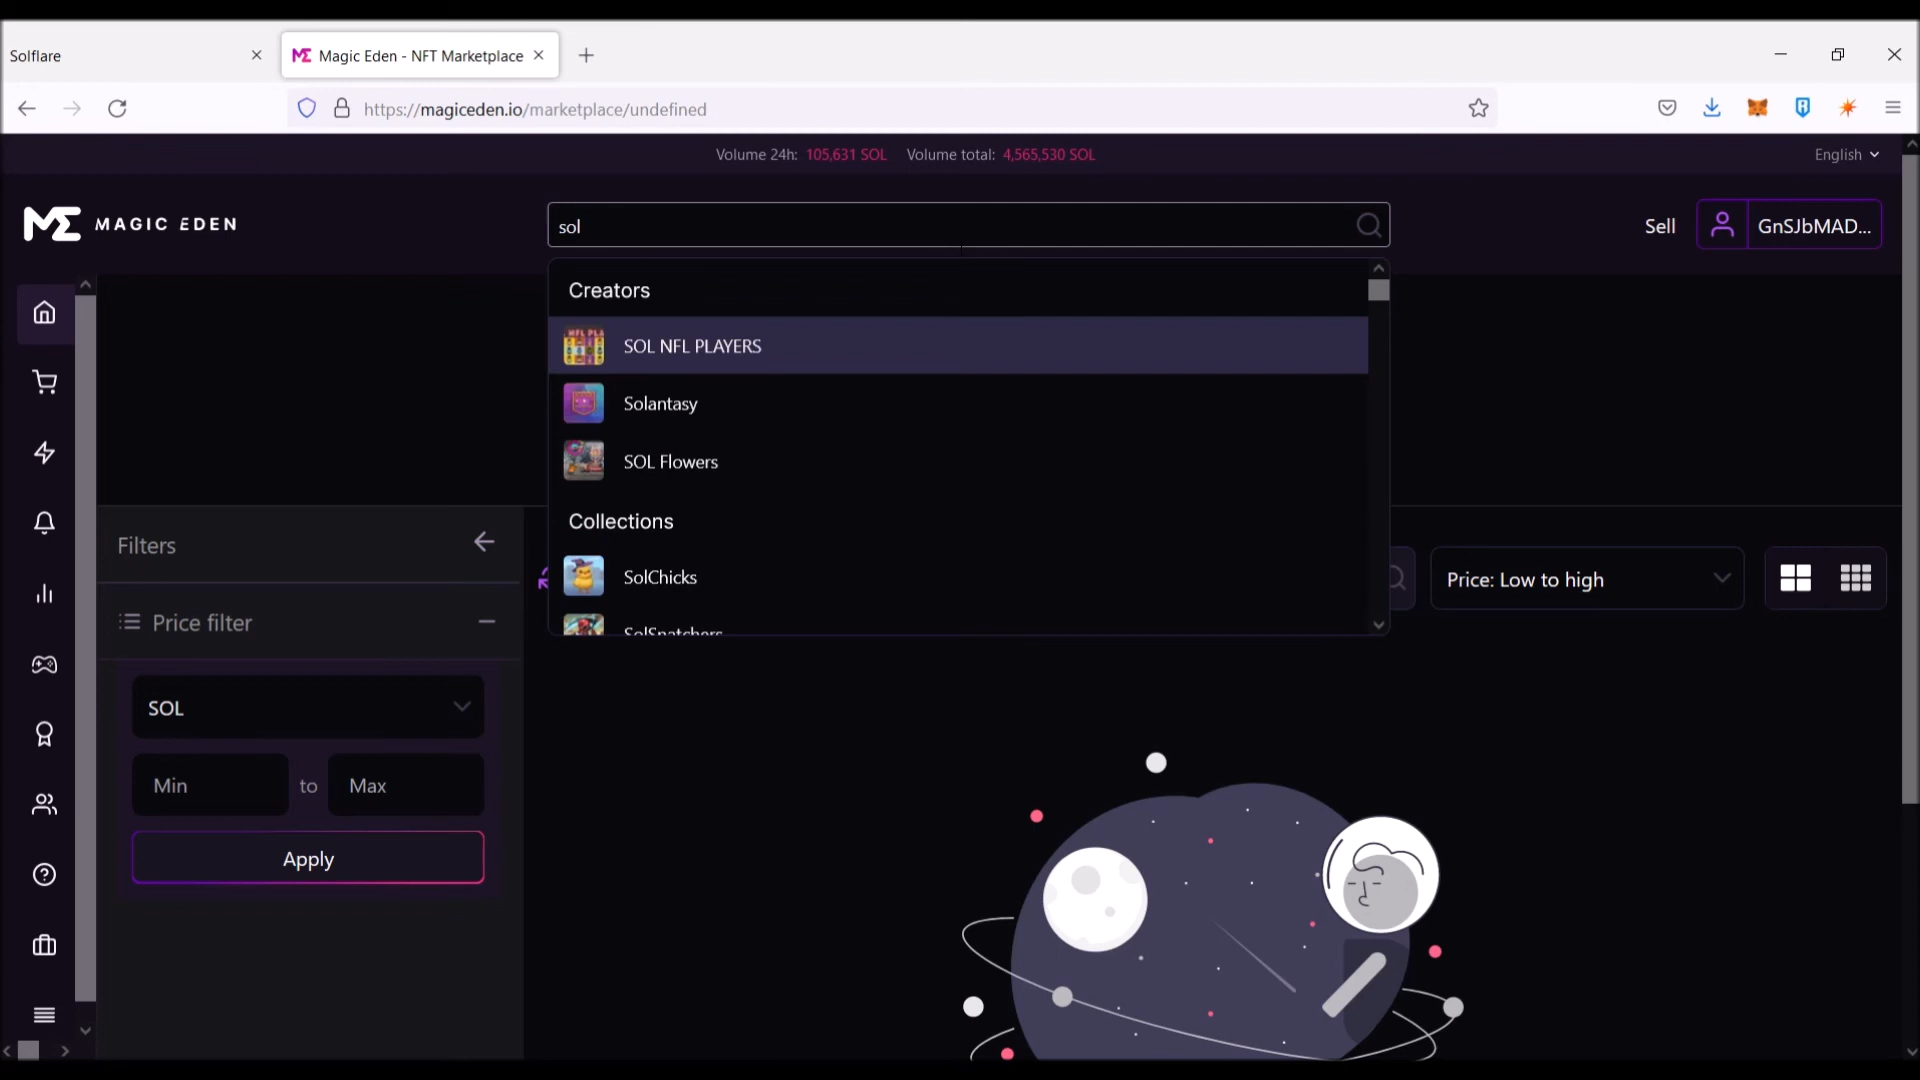 Solflare
Magic Eden - NFT Marketplace
https://magiceden.io/marketplace/undefined
Volume 24h: 105,631 SOL Volume total: 4,565,530 SOL
English
MAGIC EDEN
sol
Sell
GnSJbMAD...
Creators
SOL NFL PLAYERS
Solantasy
SOL Flowers
Collections
SolChicks
SolSnatchers
Filters
Price: Low to high
Price filter
SOL
Min to Max
Apply